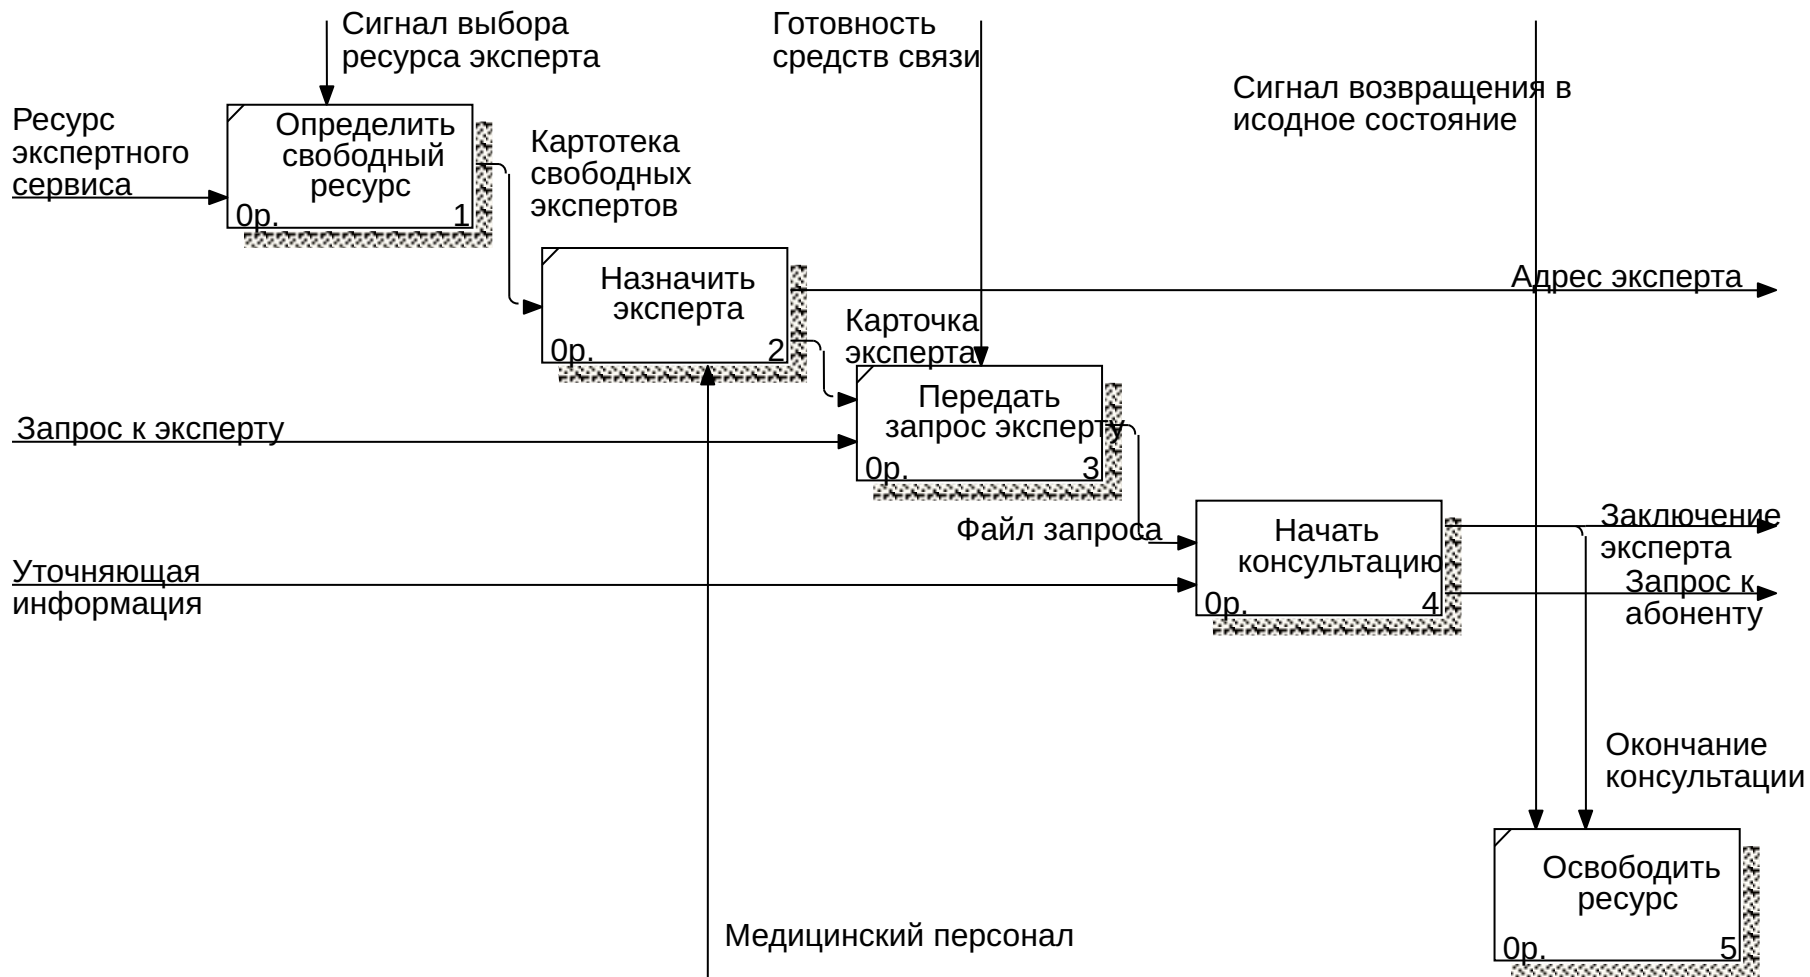 Сигнал выбора
ресурса эксперта
Готовность
средств связи
Сигнал возвращения в
исодное состояние
Ресурс
экспертного
сервиса
Определить
свободный
ресурс
0р.
1
Картотека
свободных
экспертов
Назначить
эксперта
0р.
2
Адрес эксперта
Карточка
эксперта
Передать
запрос эксперту
0р.
3
Запрос к эксперту
Файл запроса
Начать
консультацию
0р.
4
Заключение
эксперта
Запрос к
абоненту
Уточняющая
информация
Окончание
консультации
Освободить
ресурс
0р.
5
Медицинский персонал